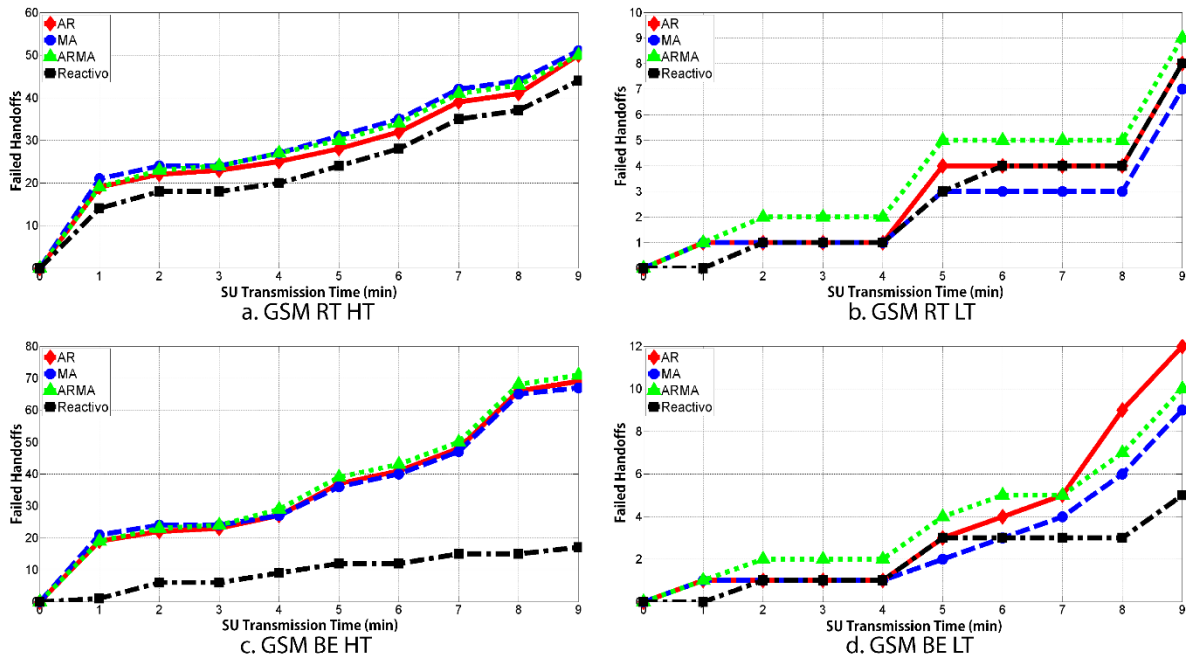 60
50
40
30
20
10
0
Failed Handoffs
AR
MA
ARMA
Reactivo
0 1 2 3 4 5 6 7 8 9
SU Transmission Time (min)
a. GSM RT HT
10
9
8
7
6
5
4
3
2
1
0
Failed Handoffs
AR
MA
ARMA
Reactivo
0 1 2 3 4 5 6 7 8 9
SU Transmission Time (min)
b. GSM RT LT
80
70
60
50
40
30
20
10
0
Failed Handoffs
AR
MA
ARMA
Reactivo
0 1 2 3 4 5 6 7 8 9
SU Transmission Time (min)
c. GSM BE HT
12
10
8
6
4
2
0
Failed Handoffs
AR
MA
ARMA
Reactivo
0 1 2 3 4 5 6 7 8 9
SU Transmission Time (min)
d. GSM BE LT